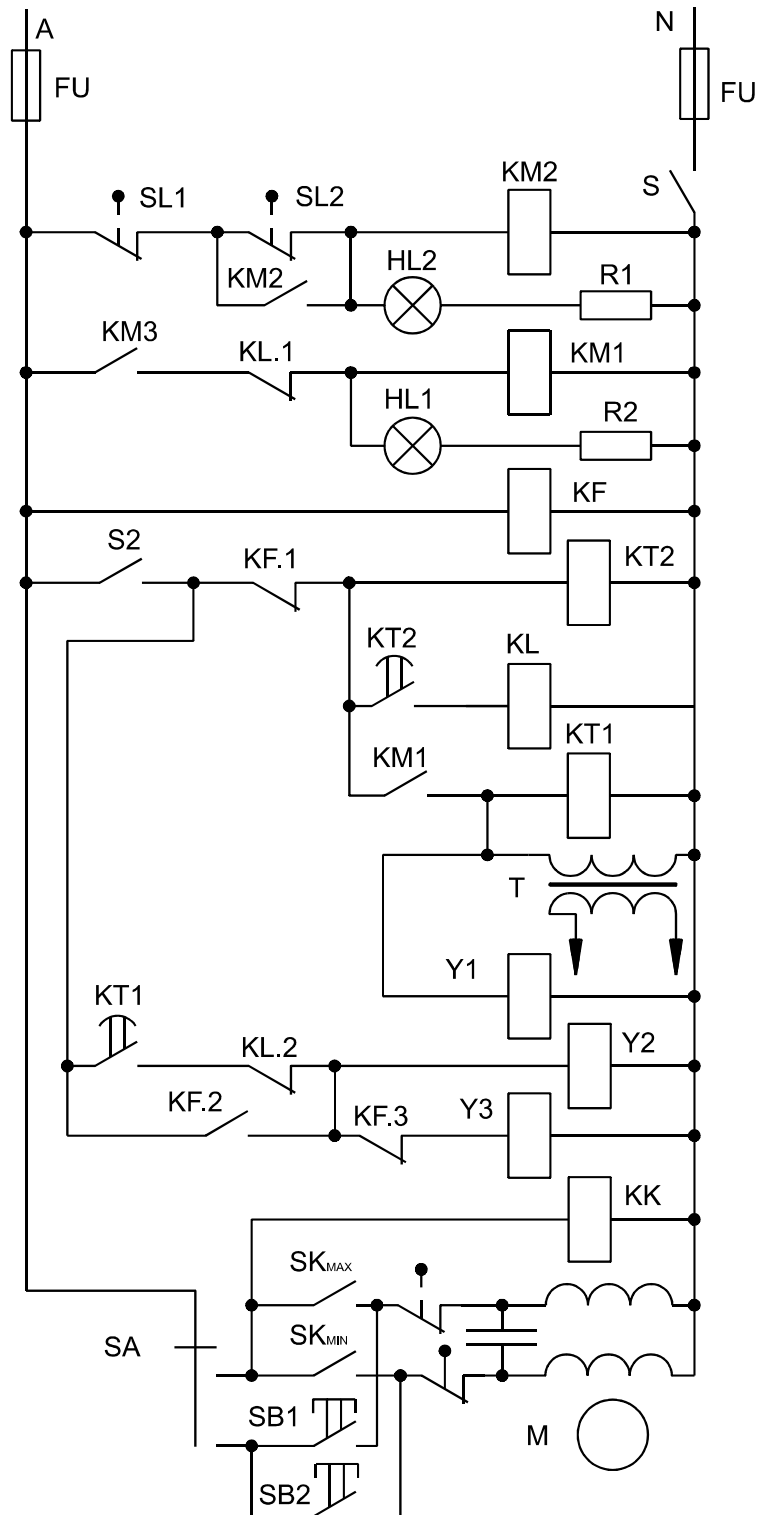 A
N
FU
FU
KM2
S
SL1
SL2
KM2
HL2
R1
KM3
KL.1
KM1
HL1
R2
KF
S2
KF.1
KT2
KT2
KL
KM1
KT1
T
Y1
KT1
KL.2
Y2
KF.2
KF.3
Y3
KK
SKMAX
SA
SKMIN
SB1
M
SB2